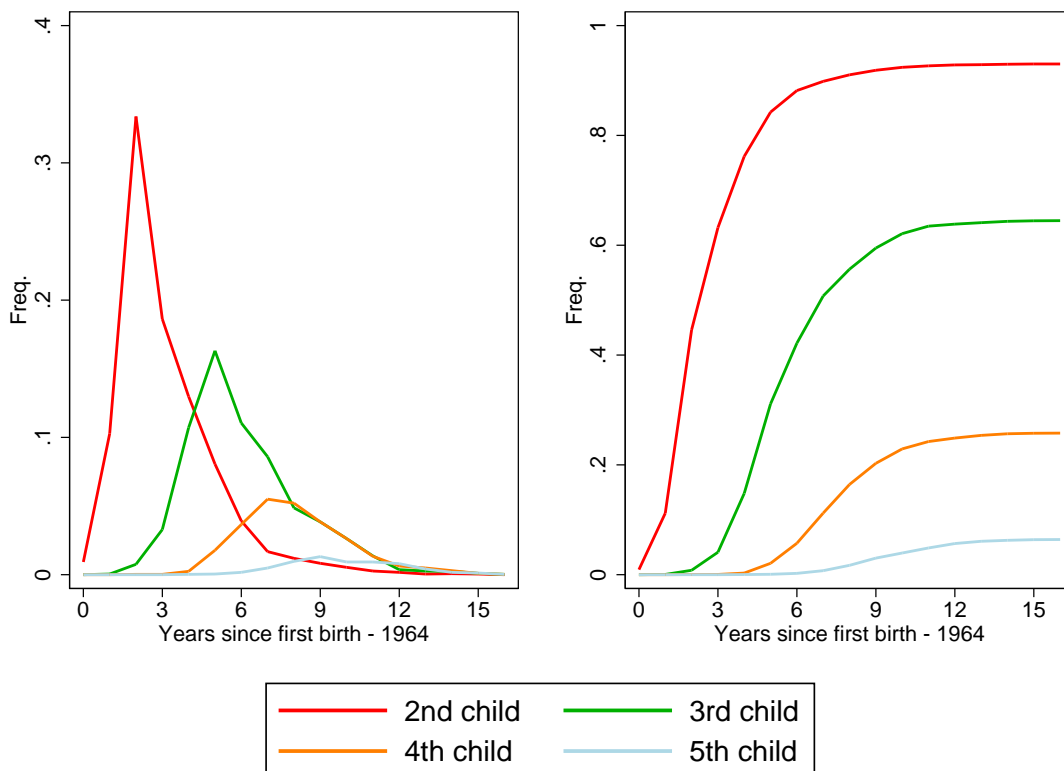 .4
.3
.2
.1
0
Freq.
0 3 6 9 12 15
Years since first birth - 1964
1
.8
.6
.4
.2
0
Freq.
0 3 6 9 12 15
Years since first birth - 1964
2nd child 3rd child
4th child 5th child